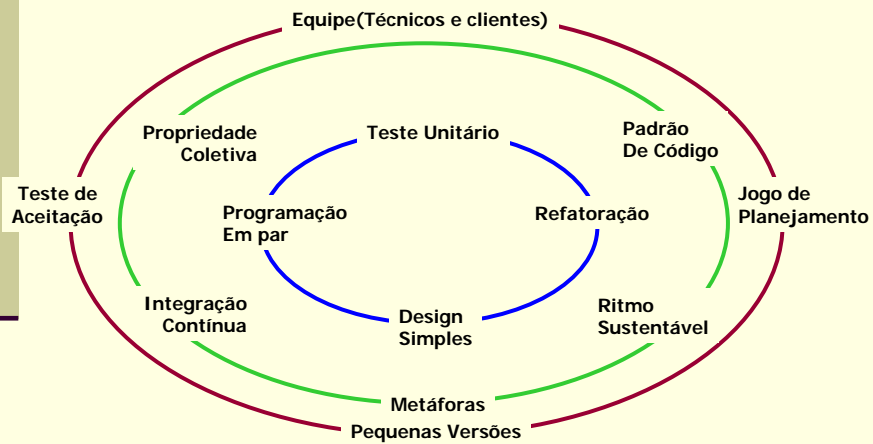 Equipe(Técnicos e clientes)
Propriedade
Coletiva
Teste Unitário
Padrão
De Código
Teste de
Aceitação
Programação
Em par
Refatoração
Jogo de
Planejamento
Integração
Contínua
Design
Simples
Ritmo
Sustentável
Metáforas
Pequenas Versões